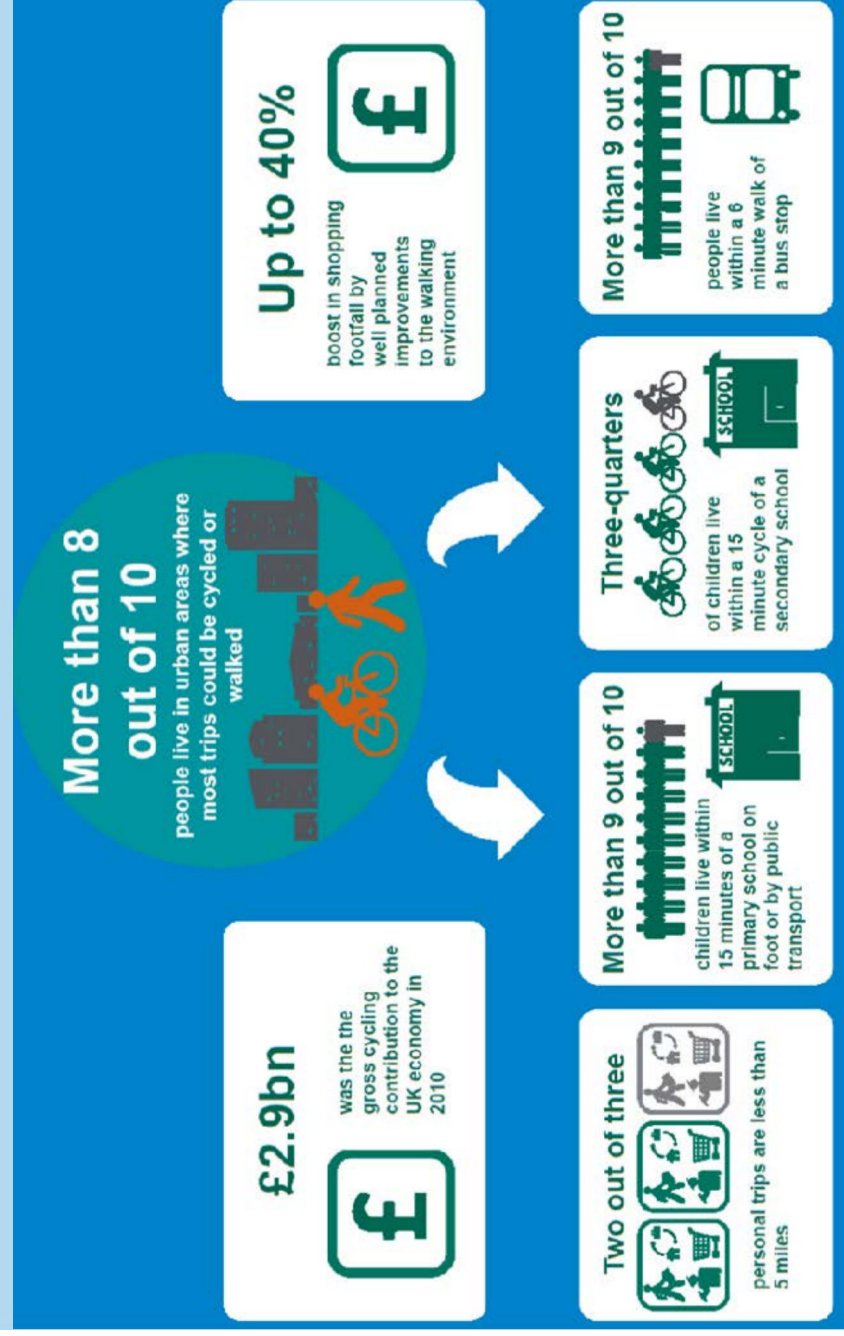 More than 8
out of 10
people live in urban areas where
most trips could be cycled or
walked
£2.9bn
£
was the the
gross cycling
contribution to the
UK economy in
2010
Up to 40%
boost in shopping
footfall by
well planned
improvements
to the walking
environment
£
Two out of three
personal trips are less than
5 miles
More than 9 out of 10
children live within
15 minutes of a
primary school on
foot or by public
transport
SCHOOL
Three-quarters
of children live
within a 15
minute cycle of a
secondary school
SCHOOL
More than 9 out of 10
people live
within a 6
minute walk of
a bus stop